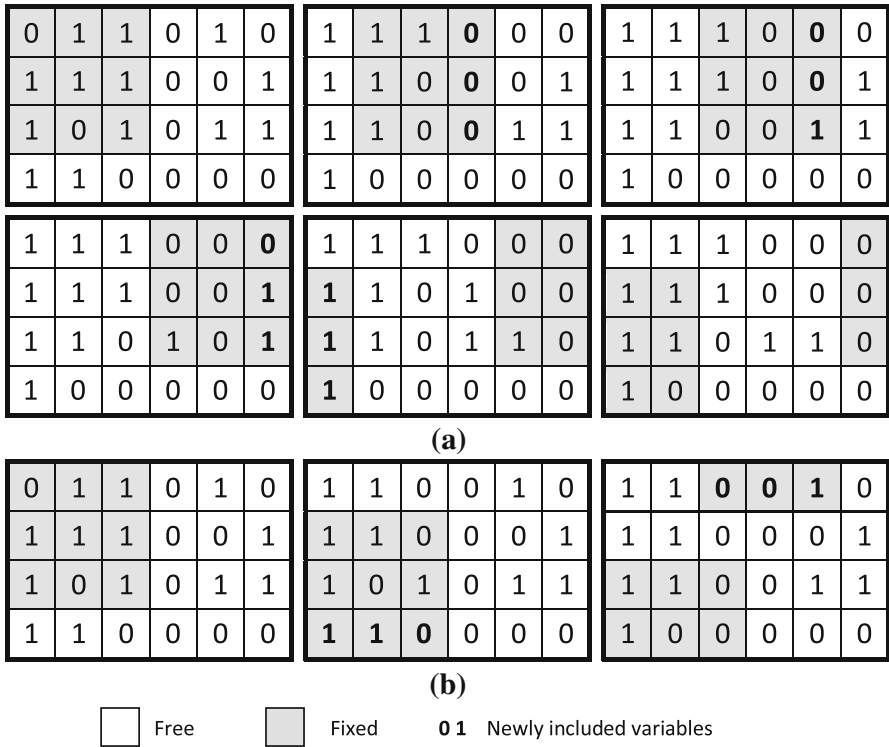 0 1 1 0 1 0 1 1 1 0 0 0 1 1 1 0 0 0
1 1 1 0 0 1 1 1 0 0 0 1 1 1 1 0 0 1
1 0 1 0 1 1 1 1 0 0 1 1 1 1 0 0 1 1
1 1 0 0 0 0 1 0 0 0 0 0 1 0 0 0 0 0
1 1 1 0 0 0 1 1 1 0 0 0 1 1 1 0 0 0
1 1 1 0 0 1 1 1 0 1 0 0 1 1 1 0 0 0
1 1 0 1 0 1 1 1 0 1 1 0 1 1 0 1 1 0
1 0 0 0 0 0 1 0 0 0 0 0 1 0 0 0 0 0
(a)
0 1 1 0 1 0 1 1 0 0 1 0 1 1 0 0 1 0
1 1 1 0 0 1 1 1 0 0 0 1 1 1 0 0 0 1
1 0 1 0 1 1 1 0 1 0 1 1 1 1 0 0 1 1
1 1 0 0 0 0 1 1 0 0 0 0 1 0 0 0 0 0
(b)
Free Fixed 0 1 Newly included variables